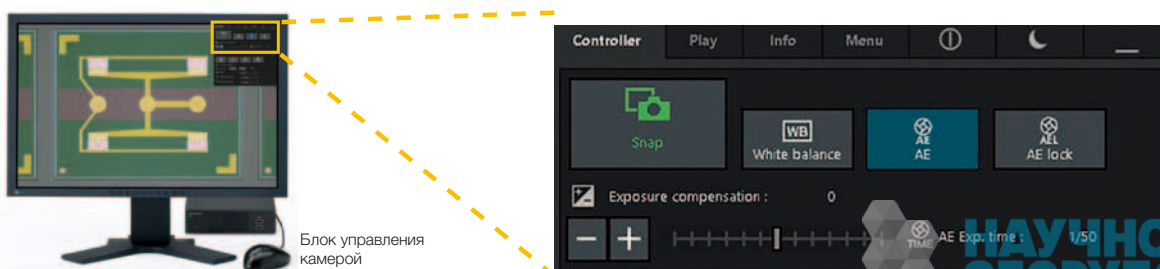 Controller Play Info Menu
Snap
WB
White balance
AE
AE
AEL
AE lock
Exposure compensation : 0
TIME AE Exp. time : 1/50
НАУЧНО
Блок управления
камерой